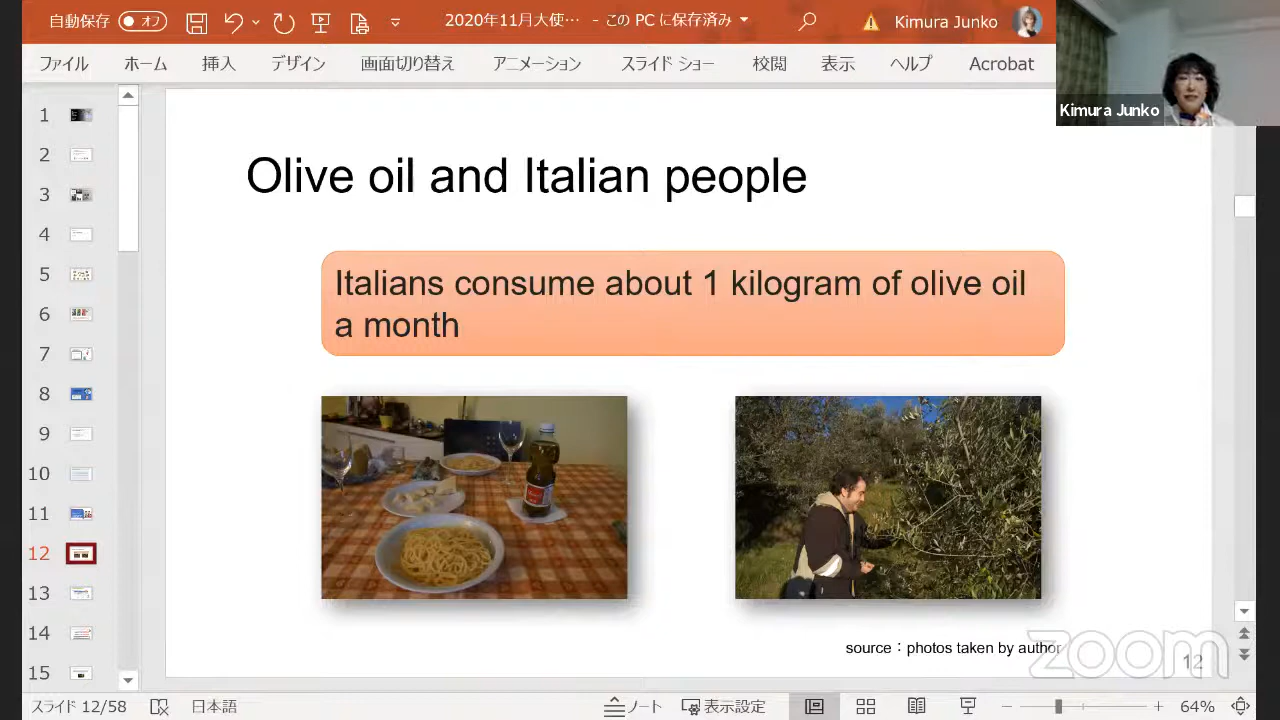 自動保存 オフ 2020年11月大使… - この PC に保存済み Kimura Junko
ファイル ホーム 挿入 デザイン 画面切り替え アニメーション スライド ショー 校閲 表示 ヘルプ Acrobat
Kimura Junko
1
2
3
4
5
6
7
8
9
10
11
12
13
14
15
Olive oil and Italian people
Italians consume about 1 kilogram of olive oil
a month
source：photos taken by author
zoom
12
スライド 12/58 日本語 ノート 表示設定 64%